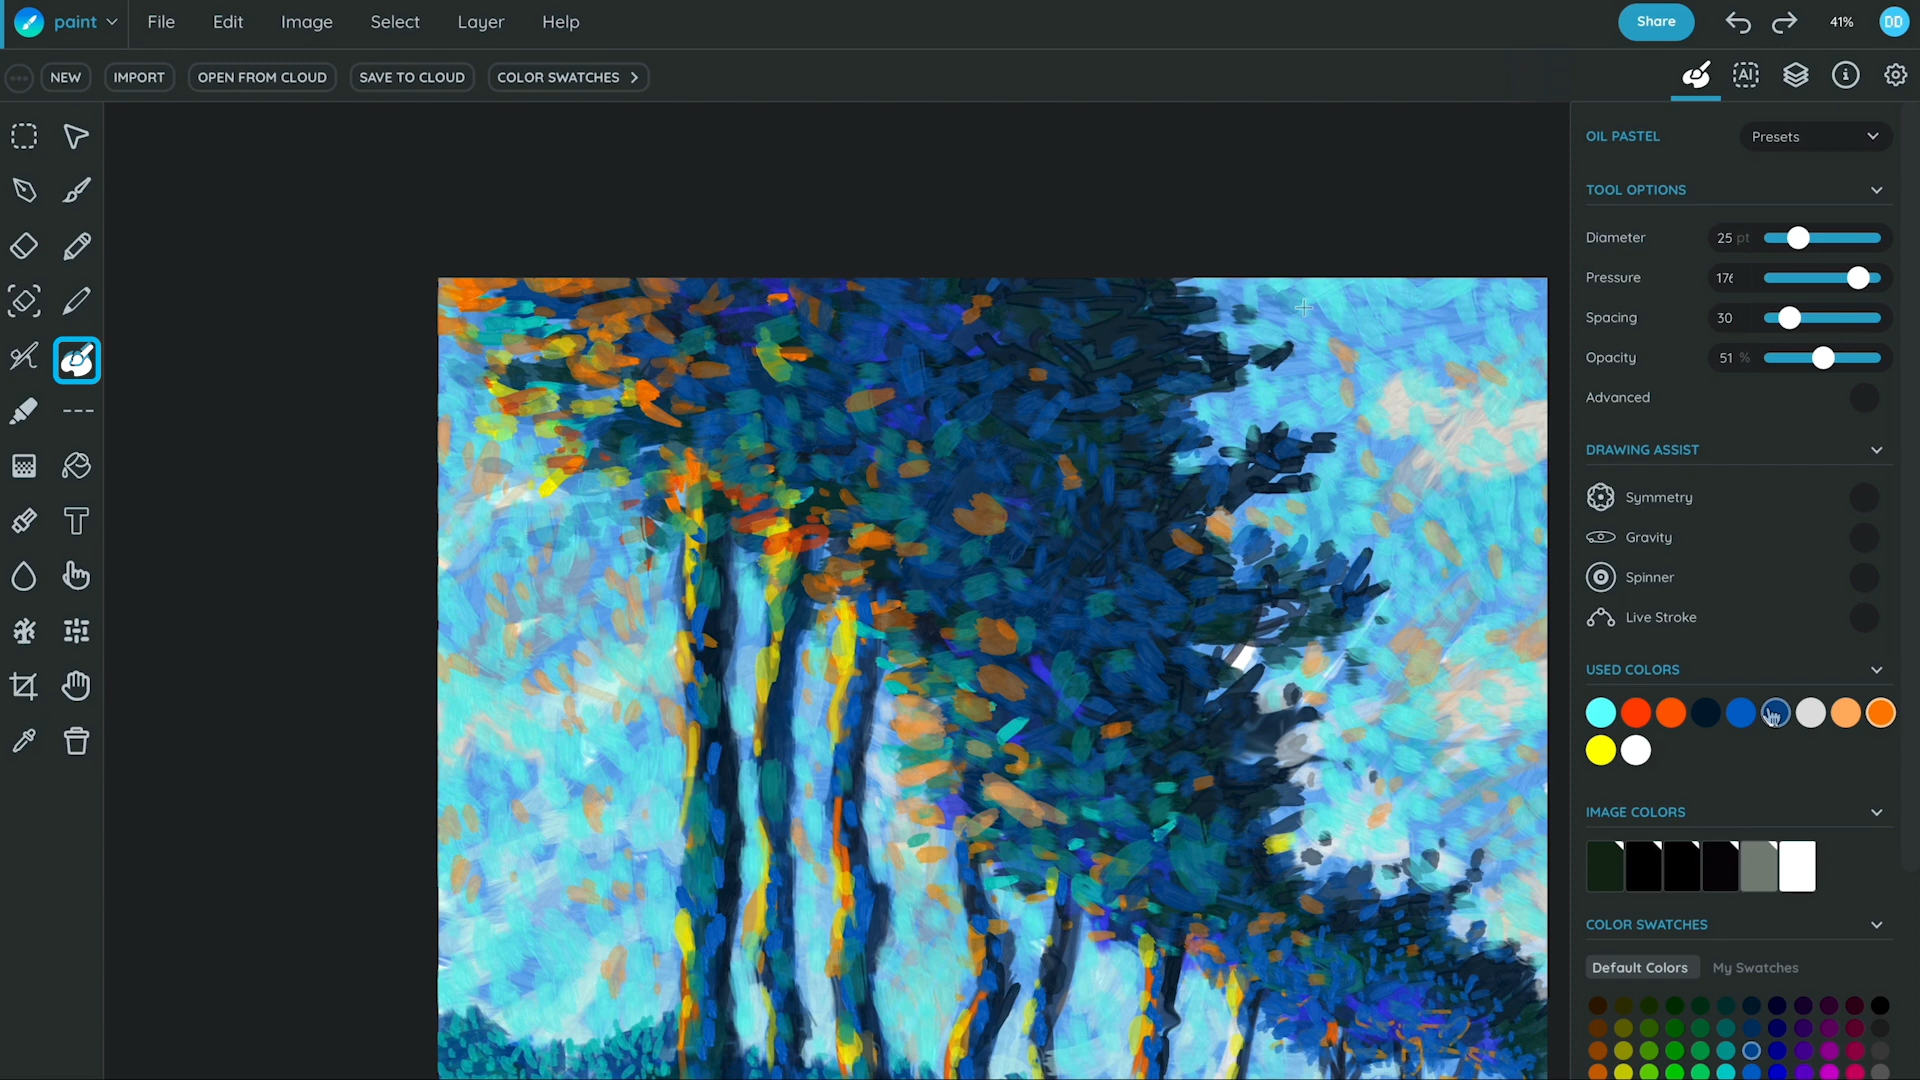 paint File Edit Image Select Layer Help Share 41% DD
NEW IMPORT OPEN FROM CLOUD SAVE TO CLOUD COLOR SWATCHES AI
OIL PASTEL Presets
TOOL OPTIONS
Diameter 25 pt
Pressure 176
Spacing 30
Opacity 51 %
Advanced
DRAWING ASSIST
Symmetry
Gravity
Spinner
Live Stroke
USED COLORS
IMAGE COLORS
COLOR SWATCHES
Default Colors My Swatches